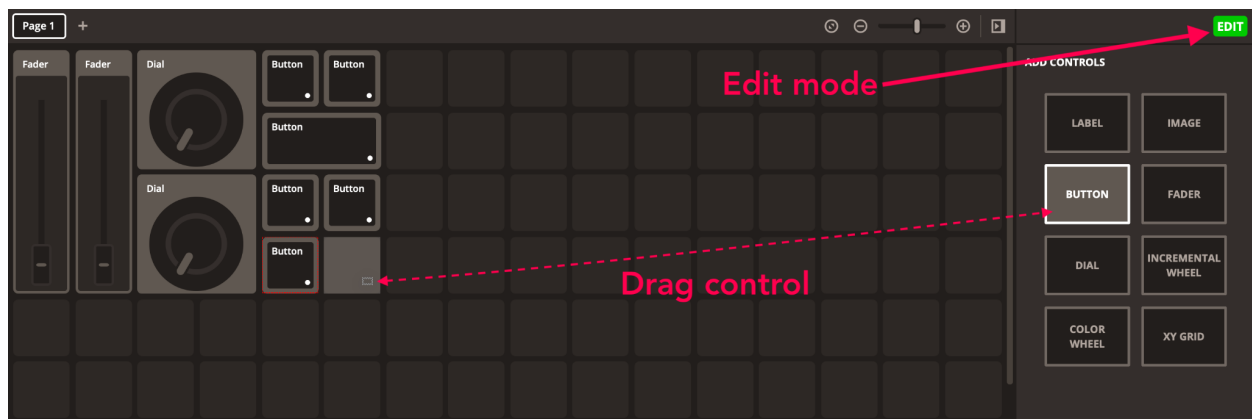 Page 1 +
EDIT
Fader Fader Dial Button Button
Edit mode
ADD CONTROLS
LABEL IMAGE
Button
Dial Button Button
BUTTON FADER
Button
Drag control
DIAL INCREMENTAL
WHEEL
COLOR
WHEEL
XY GRID